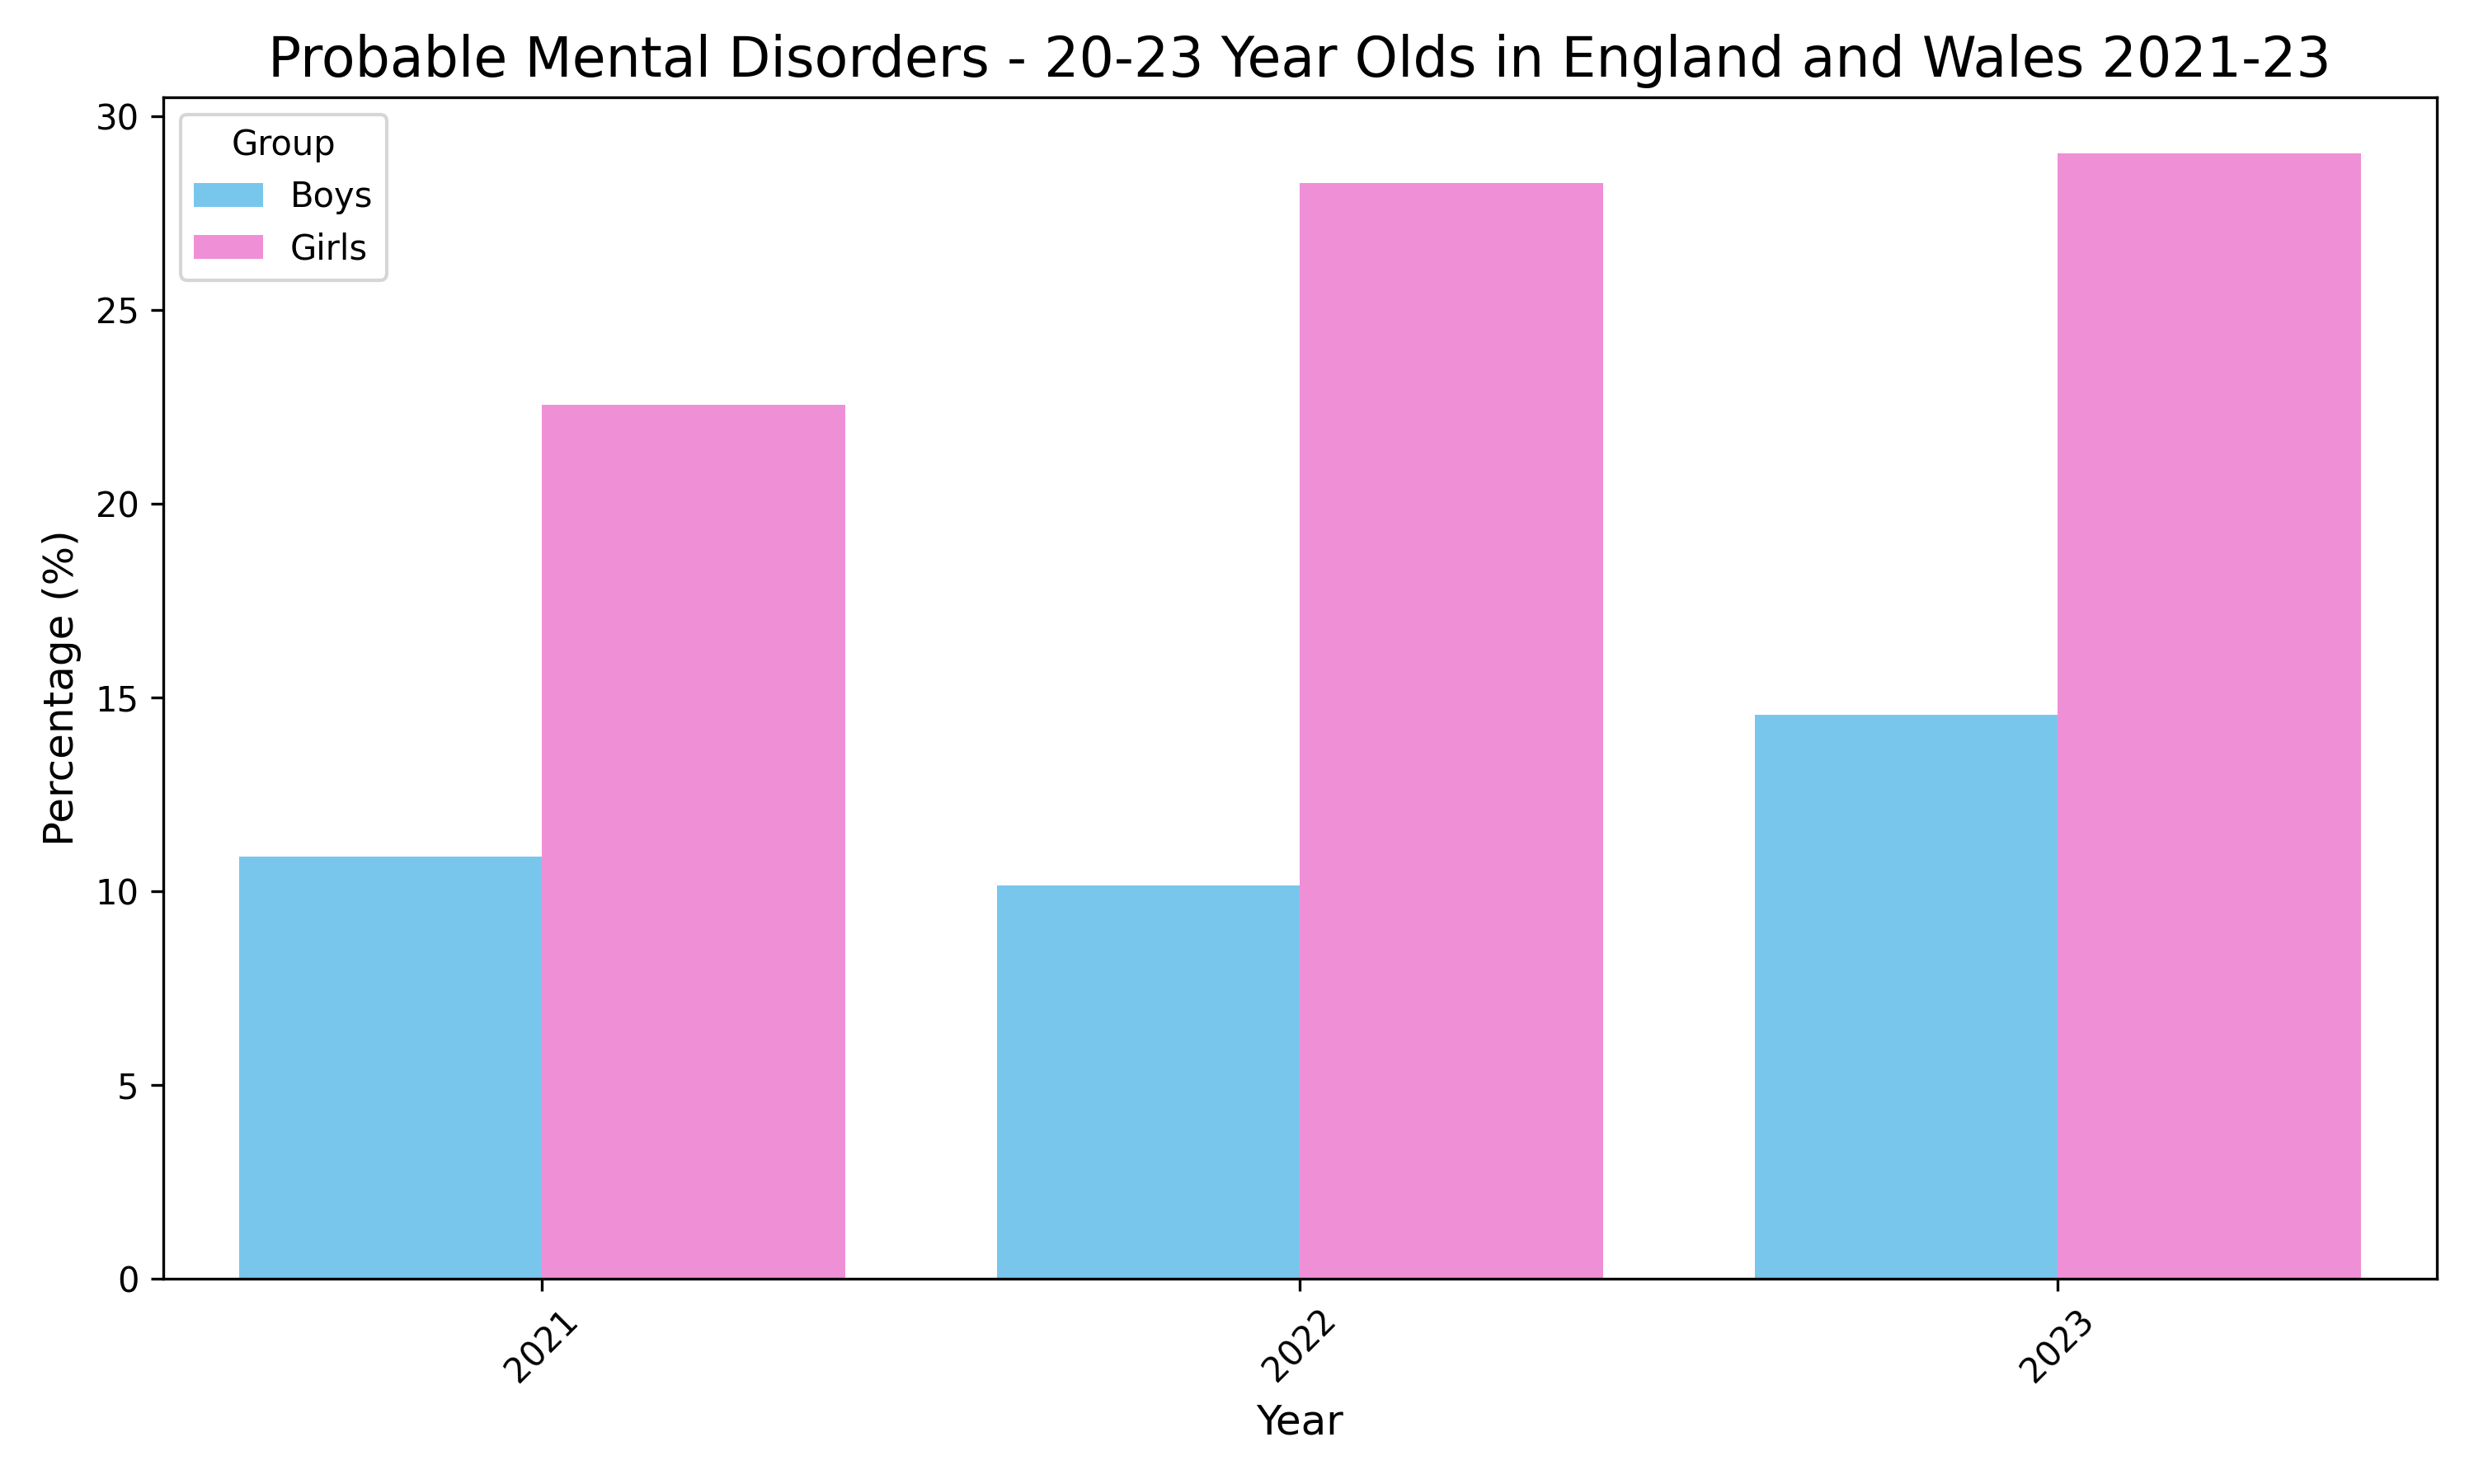 Probable Mental Disorders - 20-23 Year Olds in England and Wales 2021-23
Group
Boys
Girls
30
25
20
15
10
5
0
Percentage (%)
2021
2022
2023
Year